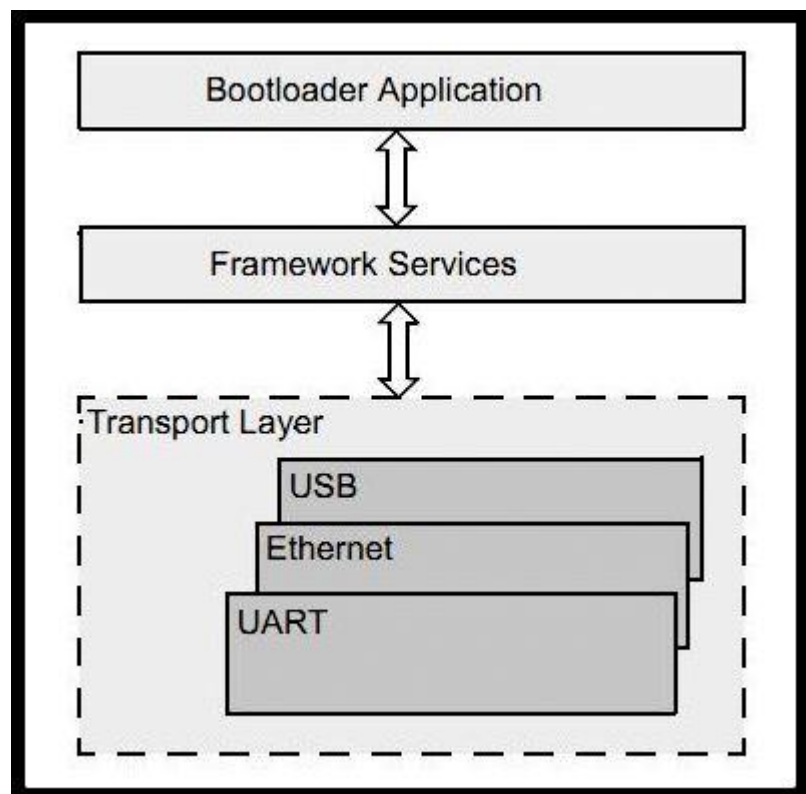 Bootloader Application
Framework Services
Transport Layer
USB
Ethernet
UART